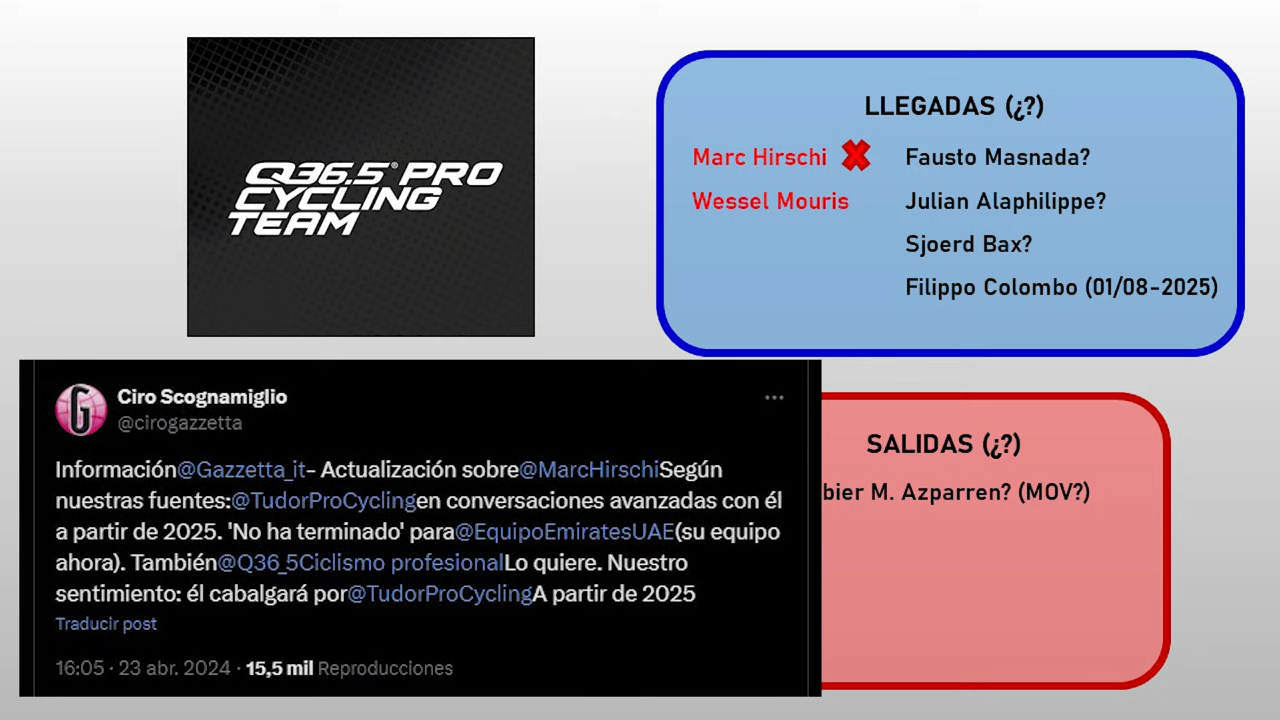 Q36.5® PRO
CYCLING
TEAM
LLEGADAS (¿?)
Marc Hirschi
Wessel Mouris
Fausto Masnada?
Julian Alaphilippe?
Sjoerd Bax?
Filippo Colombo (01/08-2025)
Ciro Scognamiglio
@cirogazzetta
Información@Gazzetta_it– Actualización sobre@MarcHirschiSegún
nuestras fuentes:@TudorProCyclingen conversaciones avanzadas con él
a partir de 2025. 'No ha terminado' para@EquipoEmiratesUAE(su equipo
ahora). También@Q36_5Ciclismo profesionalLo quiere. Nuestro
sentimiento: él cabalgará por@TudorProCyclingA partir de 2025
Traducir post
16:05 · 23 abr. 2024 · 15,5 mil Reproducciones
SALIDAS (¿?)
bier M. Azparren? (MOV?)